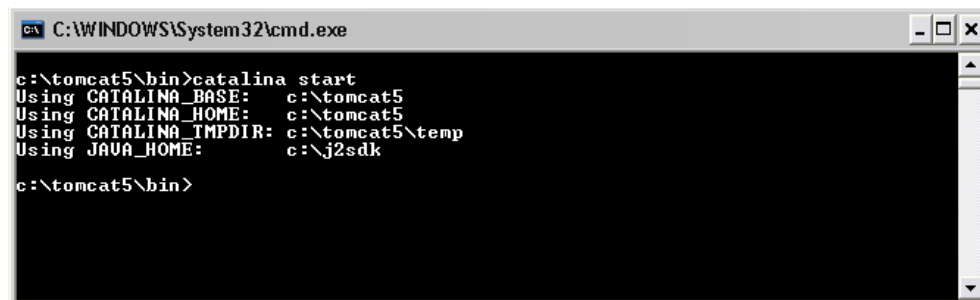 C:\WINDOWS\System32\cmd.exe
c:\tomcat5\bin>catalina start
Using CATALINA_BASE:   c:\tomcat5
Using CATALINA_HOME:   c:\tomcat5
Using CATALINA_TMPDIR: c:\tomcat5\temp
Using JAVA_HOME:       c:\j2sdk
c:\tomcat5\bin>